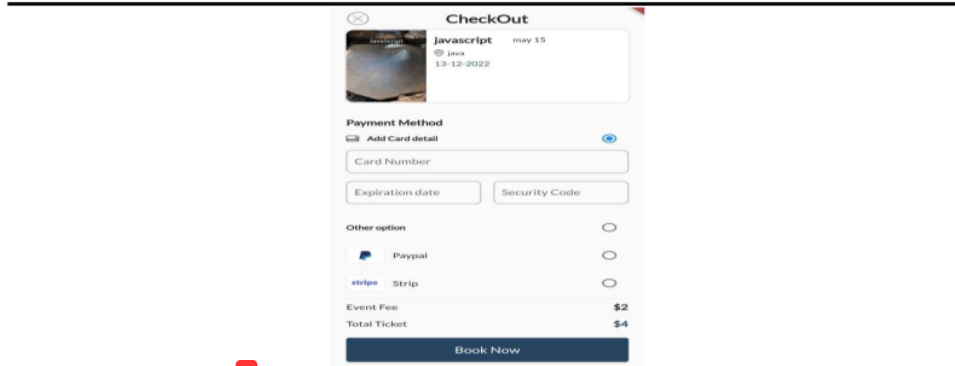 CheckOut
Javascript
javascript may 15
java
13-12-2022
Payment Method
Add Card detail
Card Number
Expiration date Security Code
Other option
Paypal
stripe Strip
Event Fee $2
Total Ticket $4
Book Now